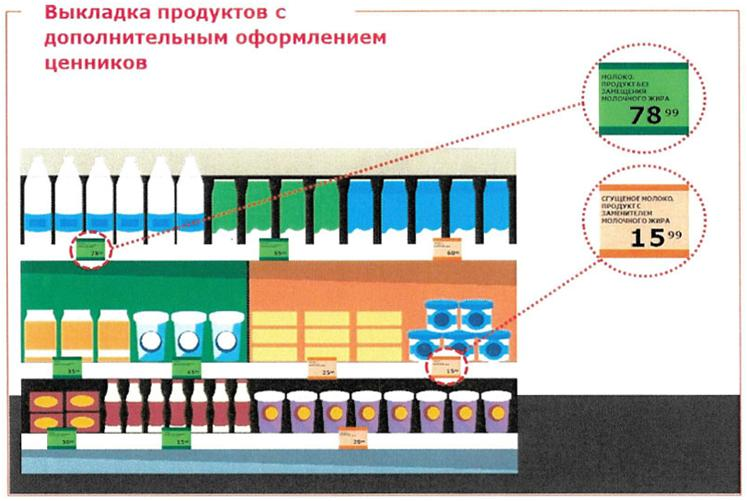 Выкладка продуктов с
дополнительным оформлением
ценников
МОЛОКО.
ПРОДУКТ БЕЗ
ЗАМЕЩЕНИЯ
МОЛОЧНОГО ЖИРА
78 99
СГУЩЕНОЕ МОЛОКО.
ПРОДУКТ С
ЗАМЕНИТЕЛЕМ
МОЛОЧНОГО ЖИРА
15 99